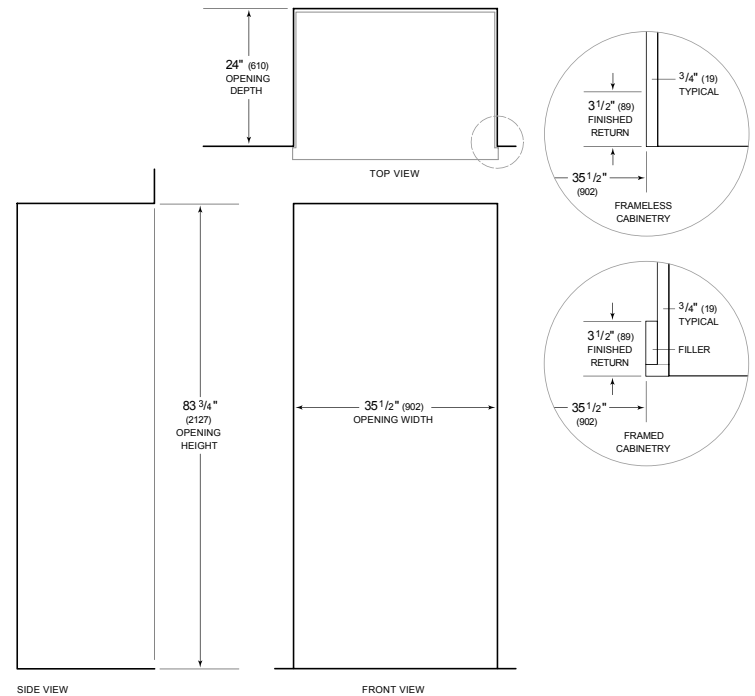 24" (610)
OPENING
DEPTH
TOP VIEW
3/4" (19)
TYPICAL
3 1/2" (89)
FINISHED
RETURN
35 1/2"
(902)
FRAMELESS
CABINETRY
3/4" (19)
TYPICAL
3 1/2" (89)
FINISHED
RETURN
FILLER
35 1/2"
(902)
FRAMED
CABINETRY
83 3/4"
(2127)
OPENING
HEIGHT
35 1/2" (902)
OPENING WIDTH
SIDE VIEW
FRONT VIEW